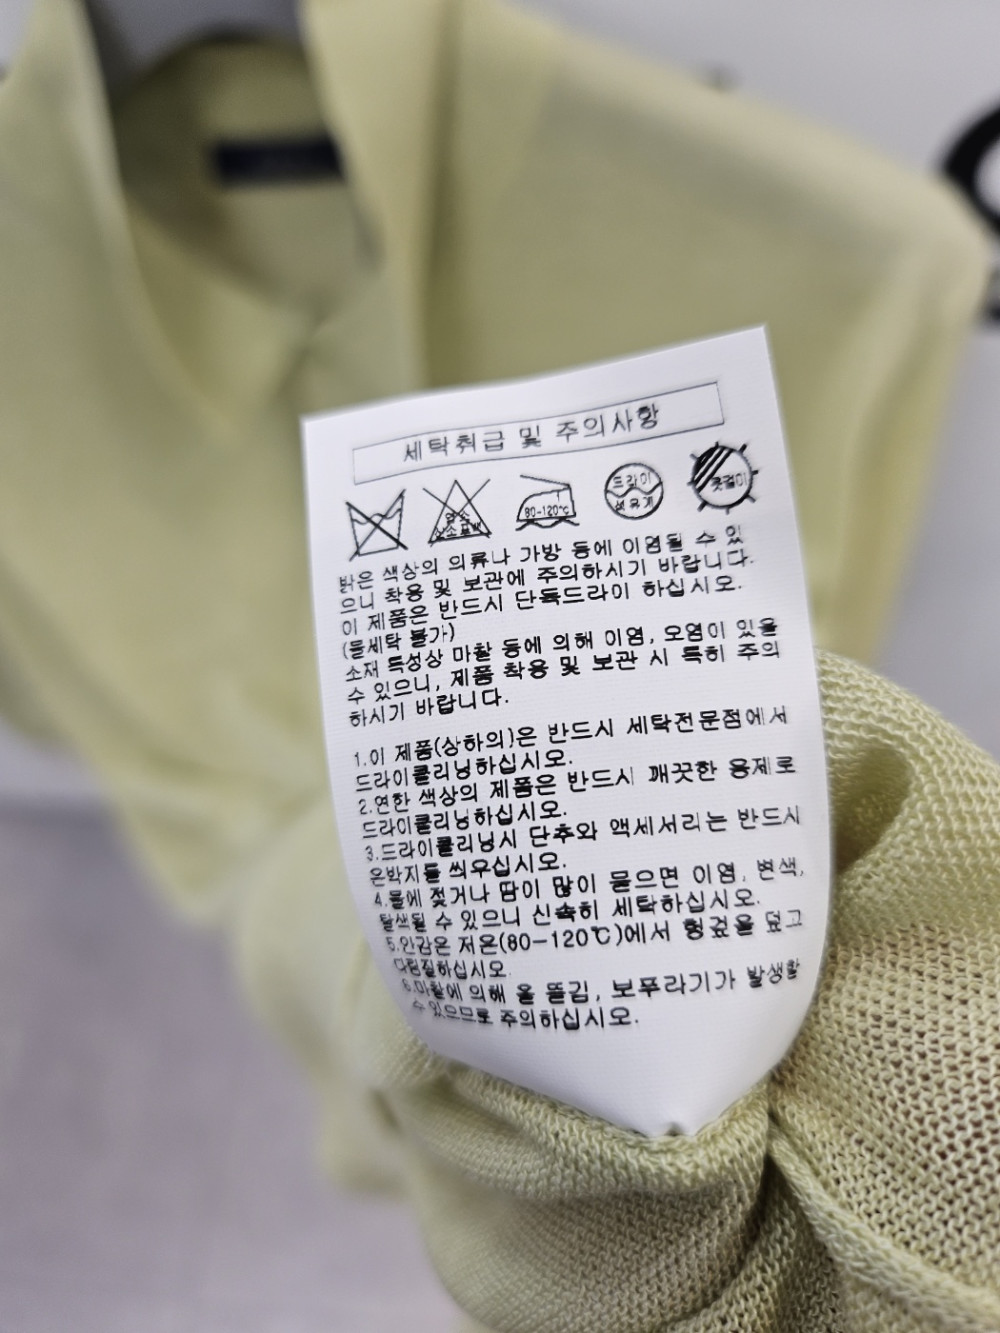 세탁취급 및 주의사항
염소
산소표백
80-120℃
드라이
석유계
옷걸이
밝은 색상의 의류나 가방 등에 이염될 수 있
으니 착용 및 보관에 주의하시기 바랍니다.
이 제품은 반드시 단독드라이 하십시오.
(물세탁 불가)
소재 특성상 마찰 등에 의해 이염, 오염이 있을
수 있으니, 제품 착용 및 보관 시 특히 주의
하시기 바랍니다.
1.이 제품(상하의)은 반드시 세탁전문점에서
드라이클리닝하십시오.
2.연한 색상의 제품은 반드시 깨끗한 용제로
드라이클리닝하십시오.
3.드라이클리닝시 단추와 액세서리는 반드시
은박지를 씌우십시오.
4.물에 젖거나 땀이 많이 묻으면 이염, 변색,
탈색될 수 있으니 신속히 세탁하십시오.
5.안감은 저온(80-120℃)에서 헝겊을 덮고
다림질하십시오
6.마찰에 의해 올 뜯김, 보푸라기가 발생할
수 있으므로 주의하십시오.